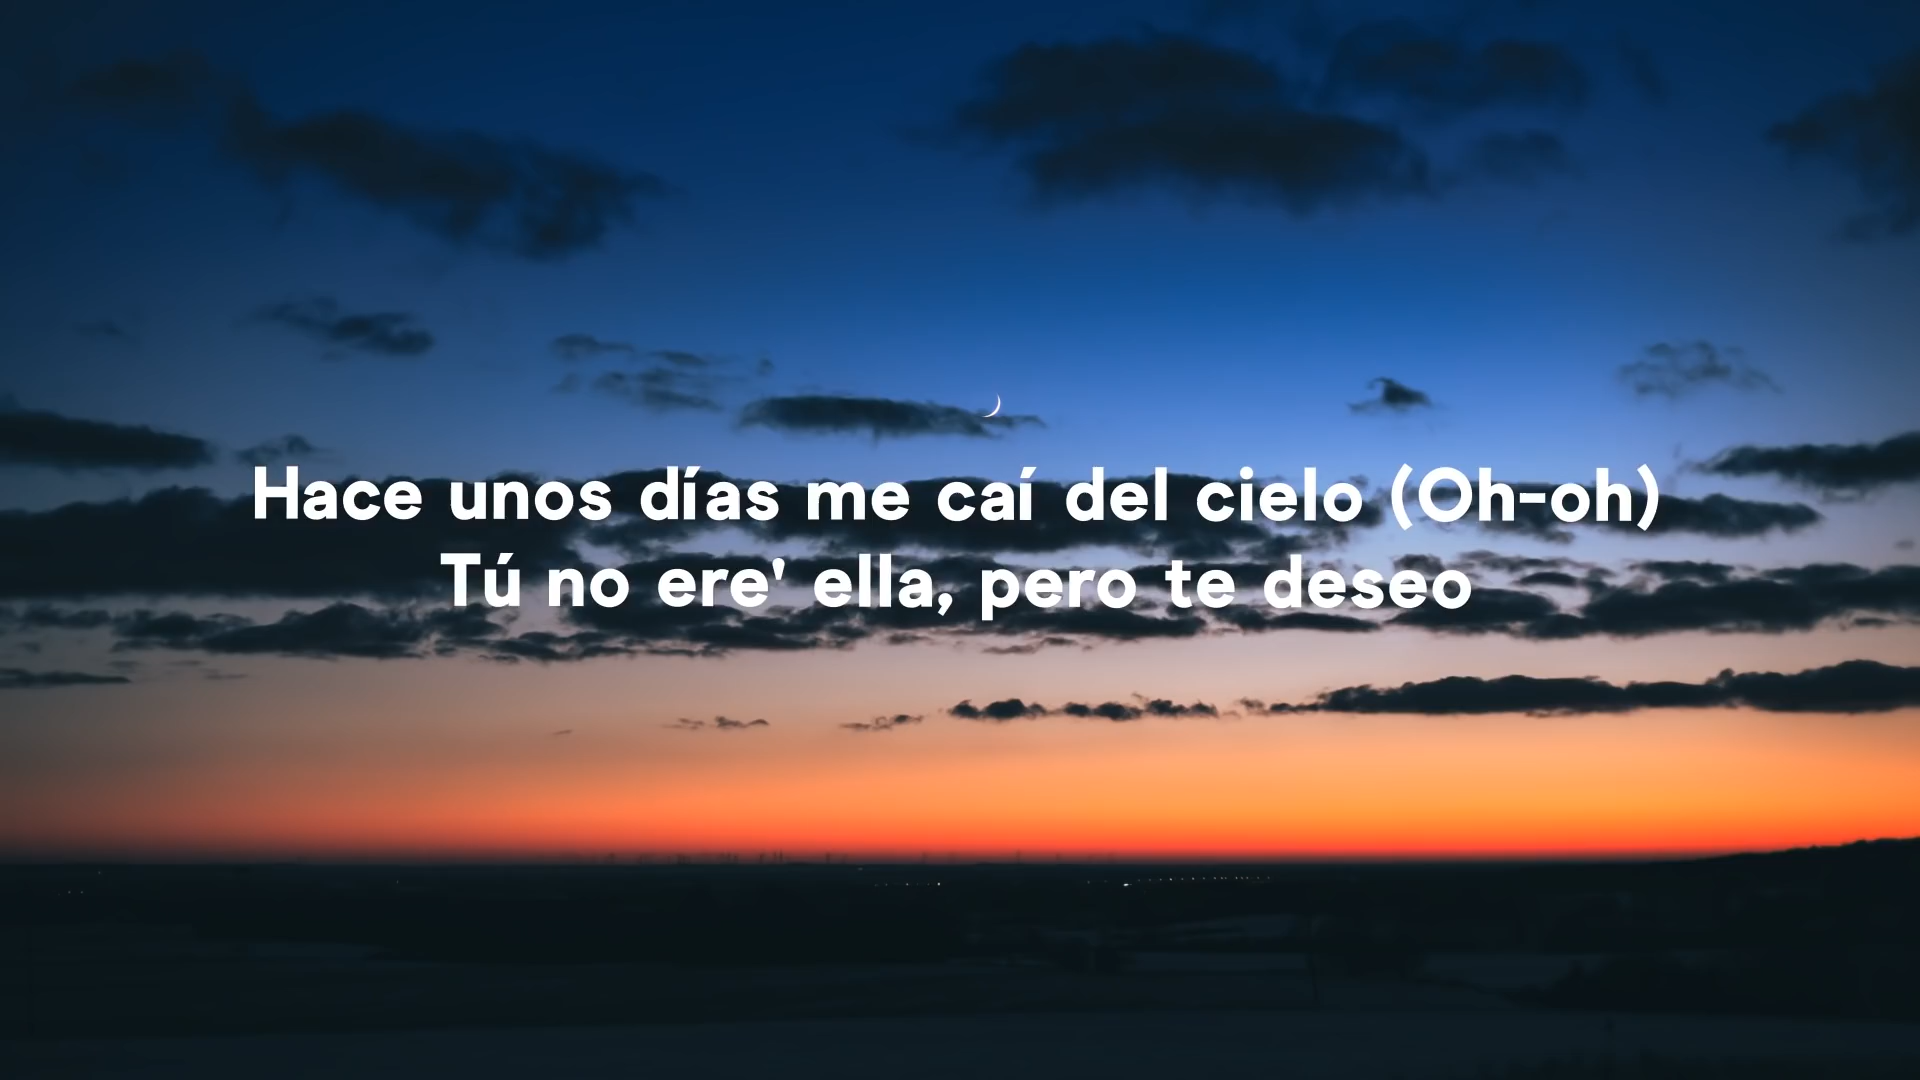 Hace unos días me caí del cielo (Oh-oh)
Tú no ere' ella, pero te deseo